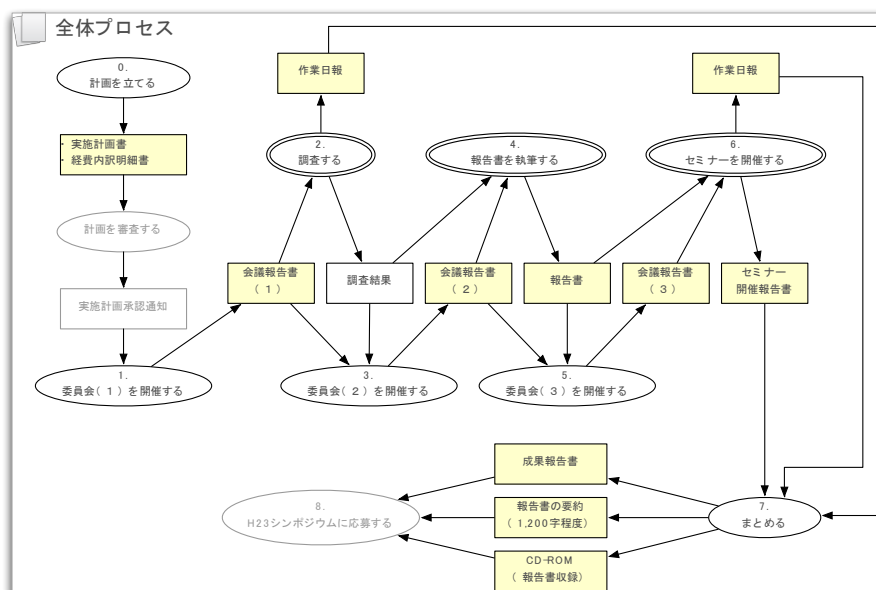 全体プロセス
0.
計画を立てる
- 実施計画書
- 経費内訳明細書
計画を審査する
実施計画承認通知
1.
委員会(1)を開催する
作業日報
2.
調査する
会議報告書
(1)
調査結果
3.
委員会(2)を開催する
4.
報告書を執筆する
会議報告書
(2)
報告書
5.
委員会(3)を開催する
作業日報
6.
セミナーを開催する
会議報告書
(3)
セミナー
開催報告書
7.
まとめる
成果報告書
報告書の要約
(1,200字程度)
CD-ROM
(報告書収録)
8.
H23シンポジウムに応募する